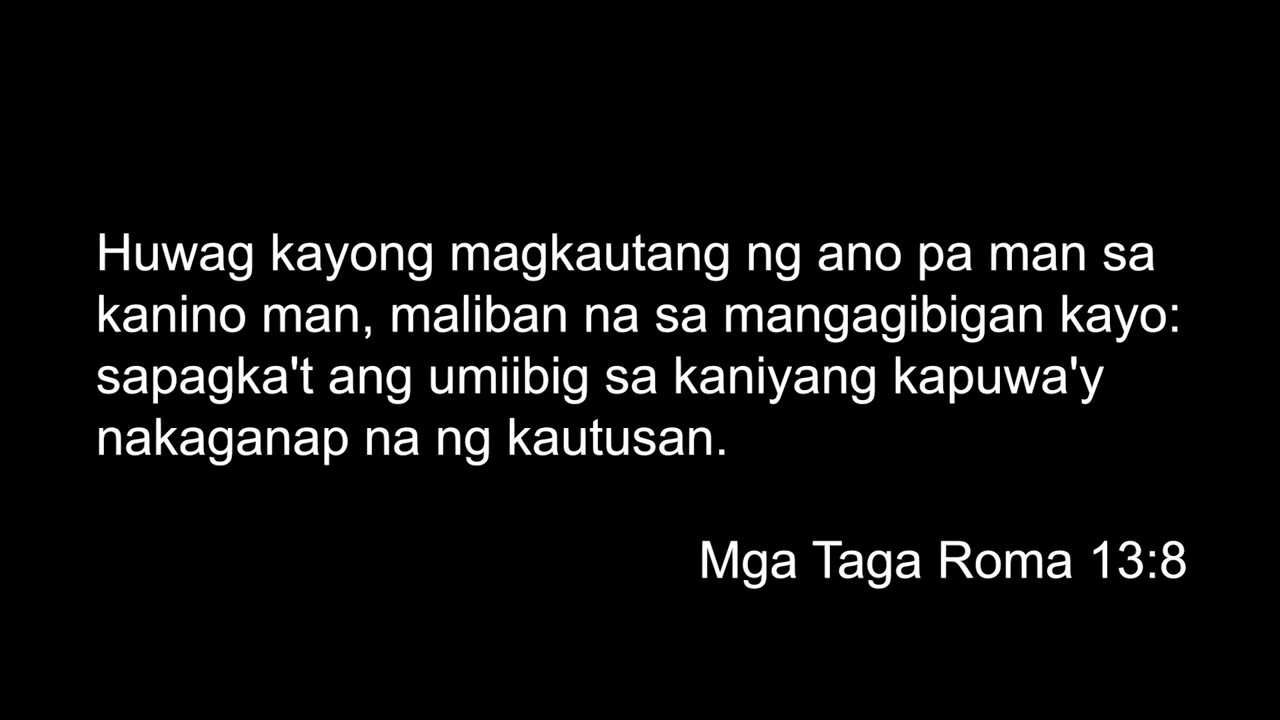 Huwag kayong magkautang ng ano pa man sa
kanino man, maliban na sa mangagibigan kayo:
sapagka't ang umiibig sa kaniyang kapuwa'y
nakaganap na ng kautusan.
Mga Taga Roma 13:8